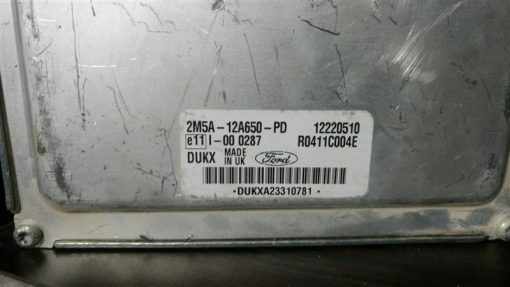 2M5A-12A650-PD 12220510
e11 I-00 0287 R0411C004E
DUKX MADE IN UK Ford
·DUKXA23310781·